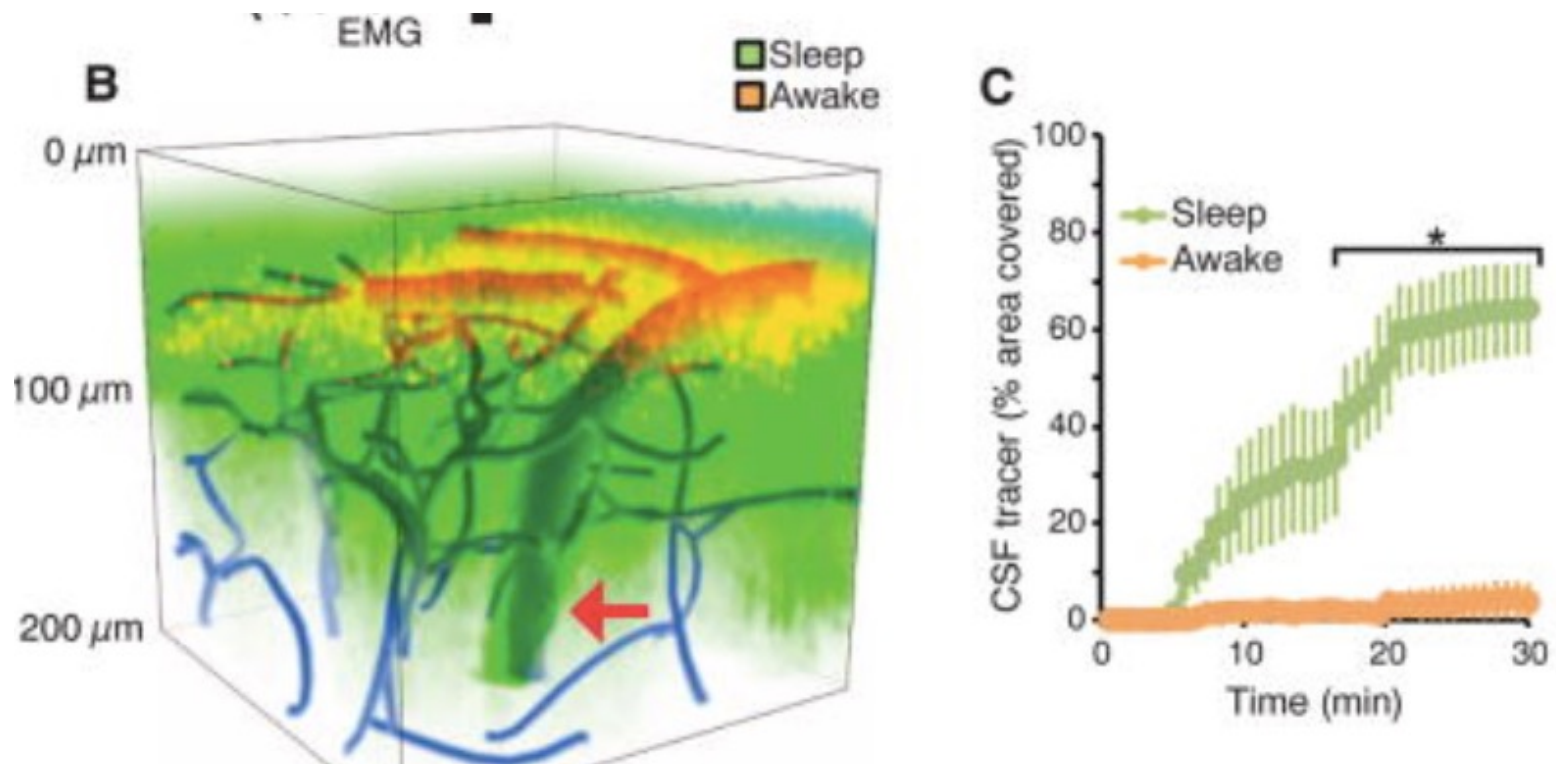 EMG
B
Sleep
Awake
0 µm
100 µm
200 µm
C
CSF tracer (% area covered)
100
80
60
40
20
0
Sleep
Awake
*
0 10 20 30
Time (min)